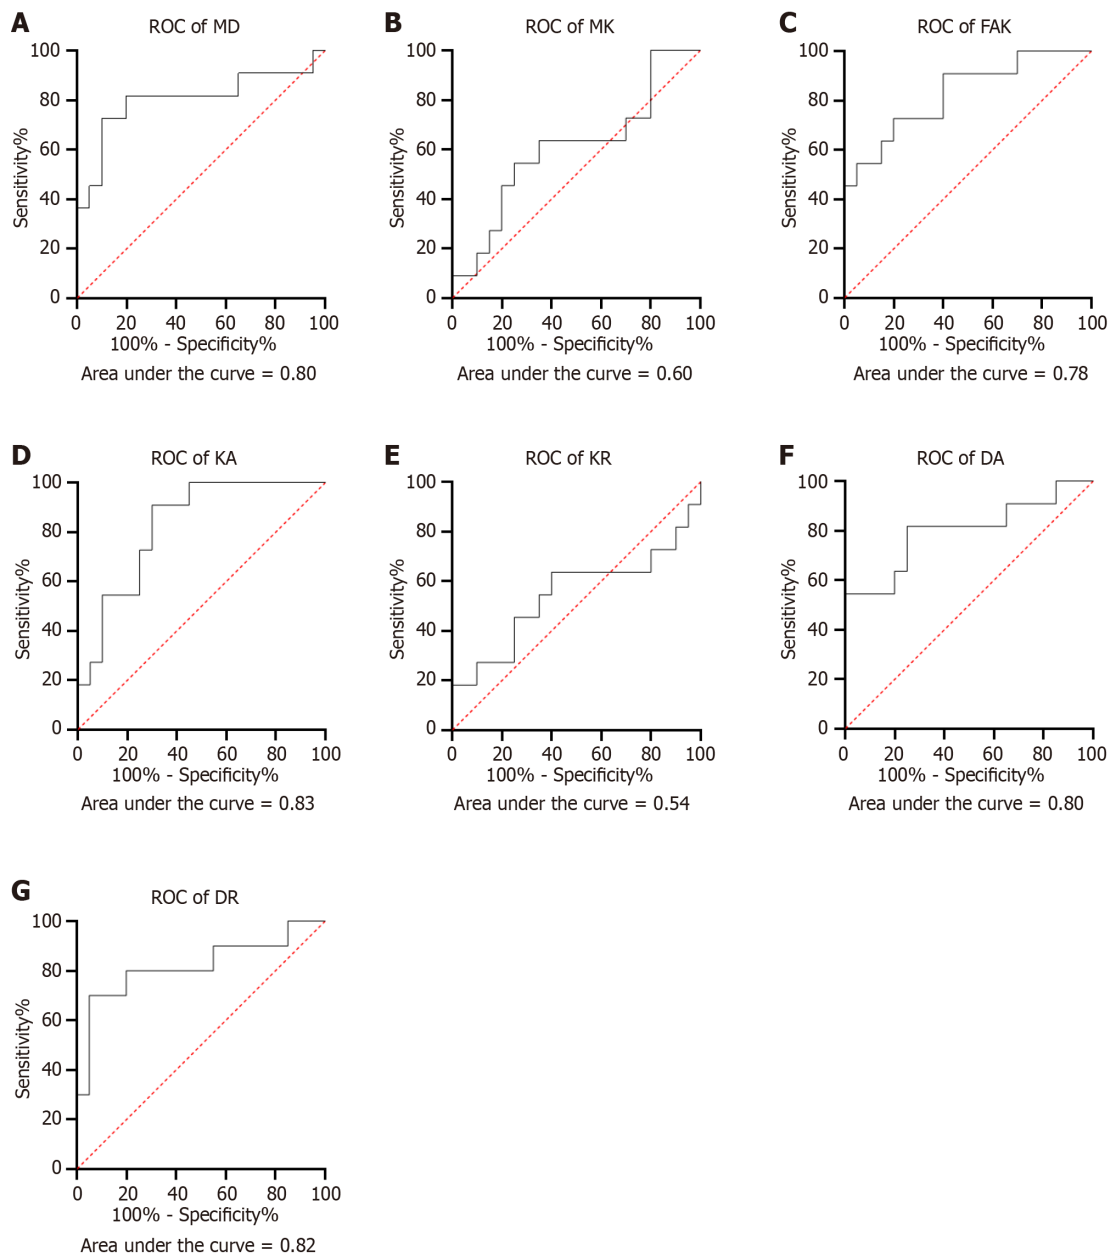 A
ROC of MD
100
80
60
40
20
0
Sensitivity%
0 20 40 60 80 100
100% - Specificity%
Area under the curve = 0.80
B
ROC of MK
100
80
60
40
20
0
Sensitivity%
0 20 40 60 80 100
100% - Specificity%
Area under the curve = 0.60
C
ROC of FAK
100
80
60
40
20
0
Sensitivity%
0 20 40 60 80 100
100% - Specificity%
Area under the curve = 0.78
D
ROC of KA
100
80
60
40
20
0
Sensitivity%
0 20 40 60 80 100
100% - Specificity%
Area under the curve = 0.83
E
ROC of KR
100
80
60
40
20
0
Sensitivity%
0 20 40 60 80 100
100% - Specificity%
Area under the curve = 0.54
F
ROC of DA
100
80
60
40
20
0
Sensitivity%
0 20 40 60 80 100
100% - Specificity%
Area under the curve = 0.80
G
ROC of DR
100
80
60
40
20
0
Sensitivity%
0 20 40 60 80 100
100% - Specificity%
Area under the curve = 0.82